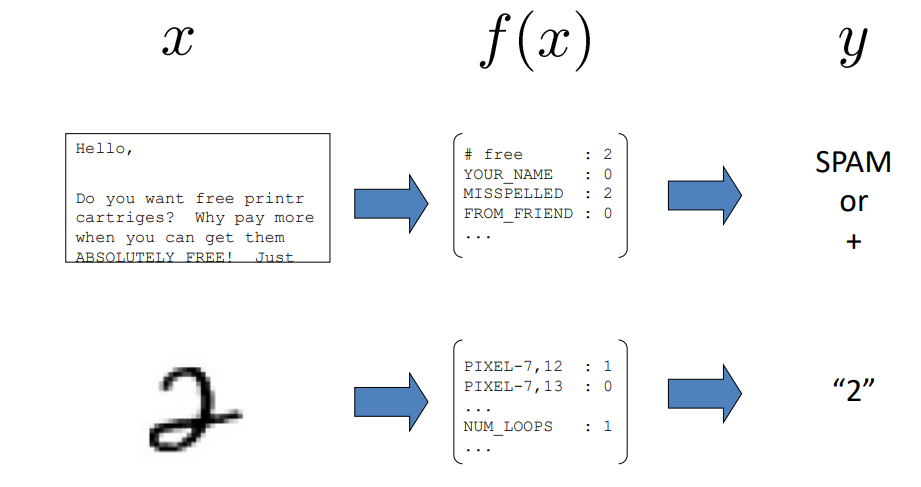 x
f(x)
y
Hello,
Do you want free printr
cartriges? Why pay more
when you can get them
ABSOLUTELY FREE! Just
# free : 2
YOUR_NAME : 0
MISSPELLED : 2
FROM_FRIEND : 0
...
SPAM
or
+
2
PIXEL-7,12 : 1
PIXEL-7,13 : 0
...
NUM_LOOPS : 1
...
“2”